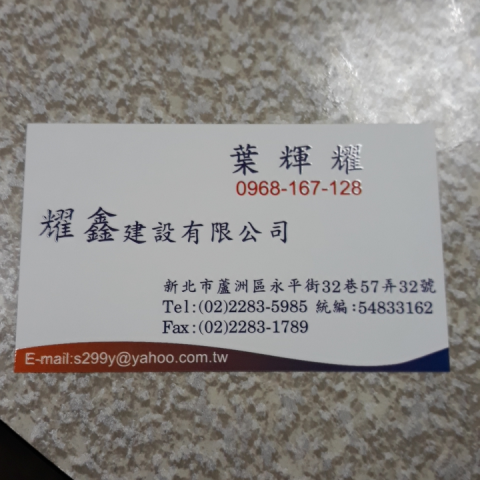 葉輝耀
0968-167-128
耀鑫建設有限公司
新北市蘆洲區永平街32巷57弄32號
Tel:(02)2283-5985 統編:54833162
Fax:(02)2283-1789
E-mail:s299y@yahoo.com.tw